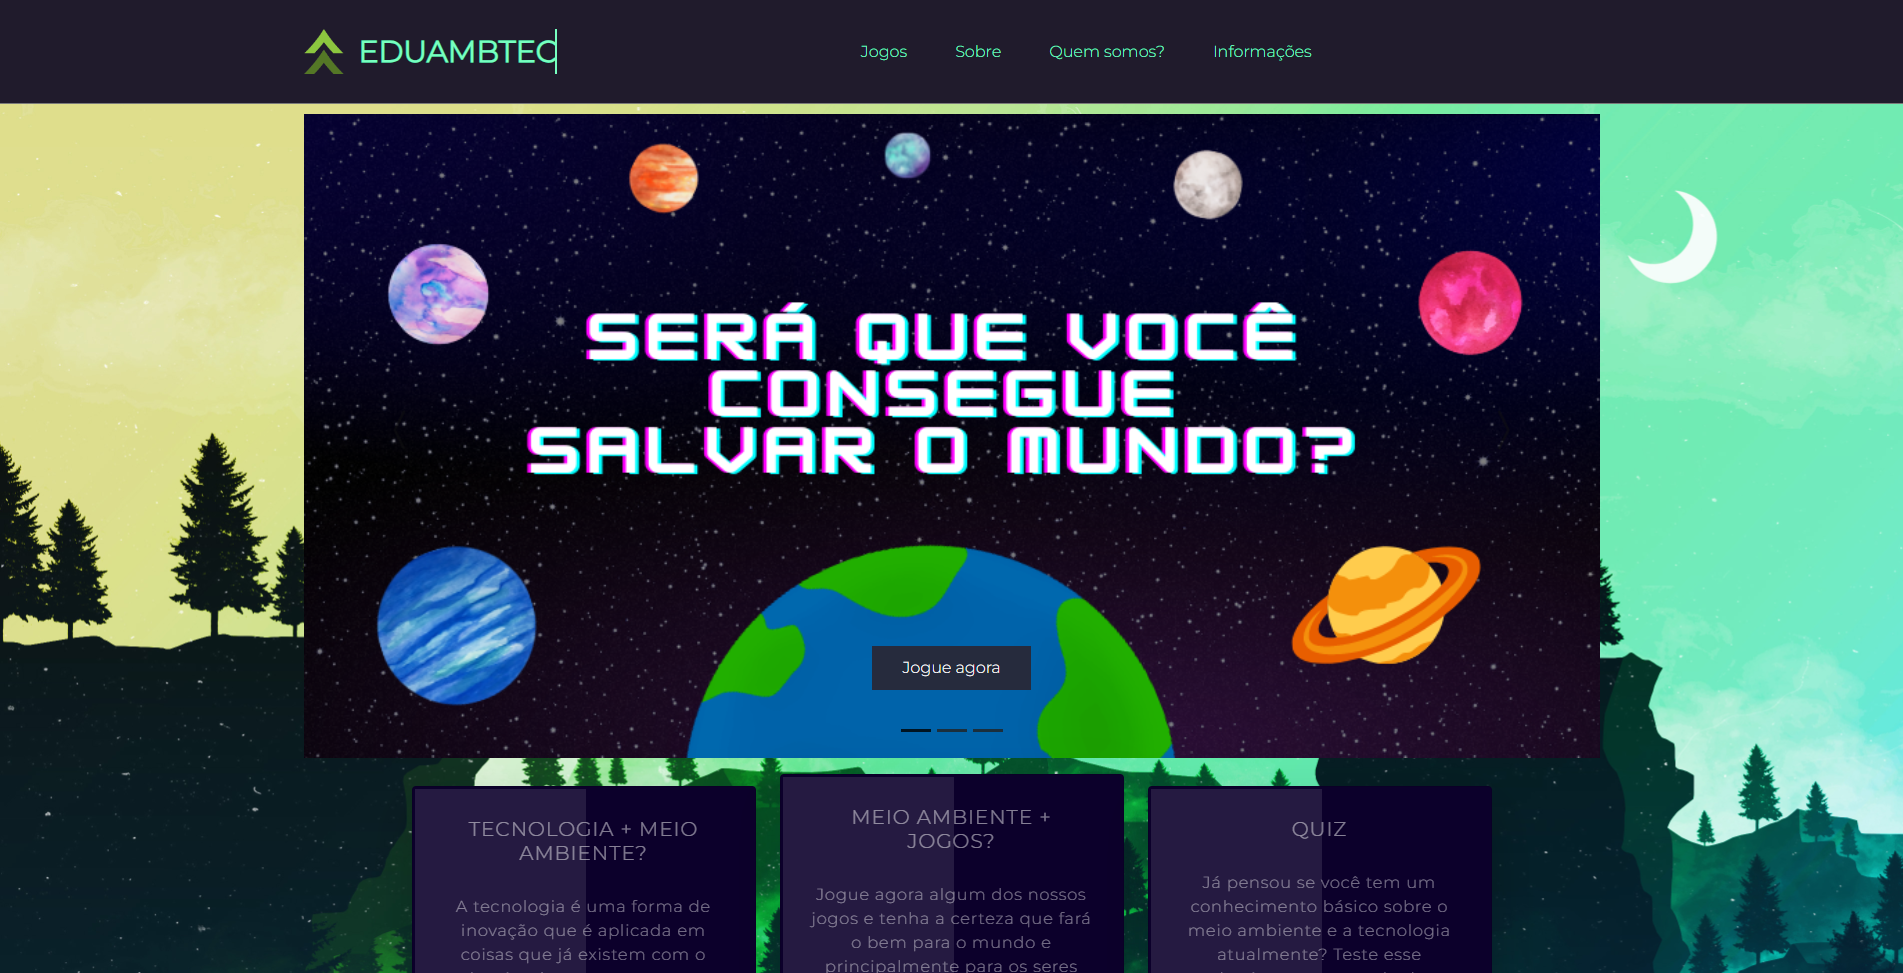 EDUAMBTEC
Jogos
Sobre
Quem somos?
Informações
SERÁ QUE VOCÊ
CONSEGUE
SALVAR O MUNDO?
Jogue agora
TECNOLOGIA + MEIO
AMBIENTE?
A tecnologia é uma forma de
inovação que é aplicada em
coisas que já existem com o
MEIO AMBIENTE +
JOGOS?
Jogue agora algum dos nossos
jogos e tenha a certeza que fará
o bem para o mundo e
principalmente para os seres
QUIZ
Já pensou se você tem um
conhecimento básico sobre o
meio ambiente e a tecnologia
atualmente? Teste esse